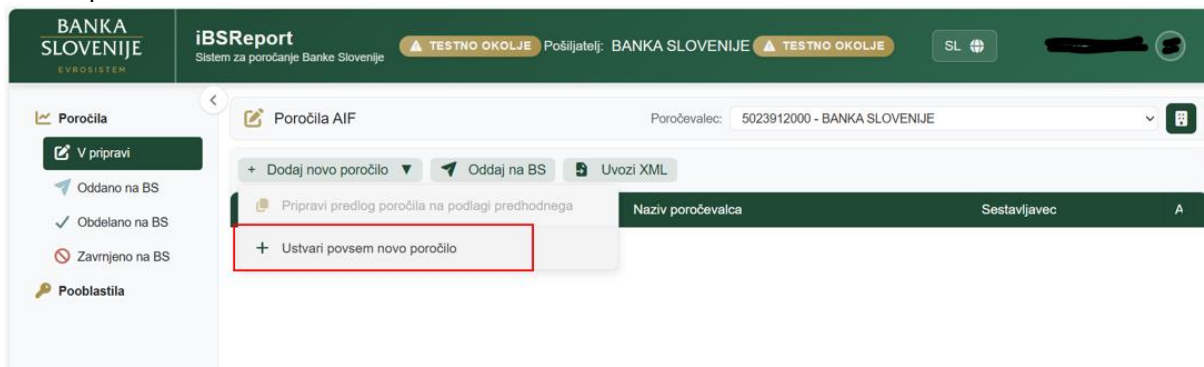 BANKA
SLOVENIJE
EVROSISTEM
iBSReport
Sistem za poročanje Banke Slovenije
TESTNO OKOLJE Pošiljatelj: BANKA SLOVENIJE TESTNO OKOLJE
SL
Poročila
V pripravi
Oddano na BS
Obdelano na BS
Zavrnjeno na BS
Pooblastila
Poročila AIF
Poročevalec: 5023912000 - BANKA SLOVENIJE
+ Dodaj novo poročilo ▼ Oddaj na BS Uvozi XML
Pripravi predlog poročila na podlagi predhodnega
+ Ustvari povsem novo poročilo
Naziv poročevalca Sestavljavec A